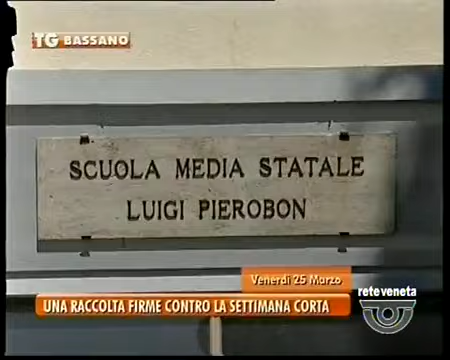 TG BASSANO
SCUOLA MEDIA STATALE
LUIGI PIEROBON
Venerdì 25 Marzo
UNA RACCOLTA FIRME CONTRO LA SETTIMANA CORTA
reteveneta